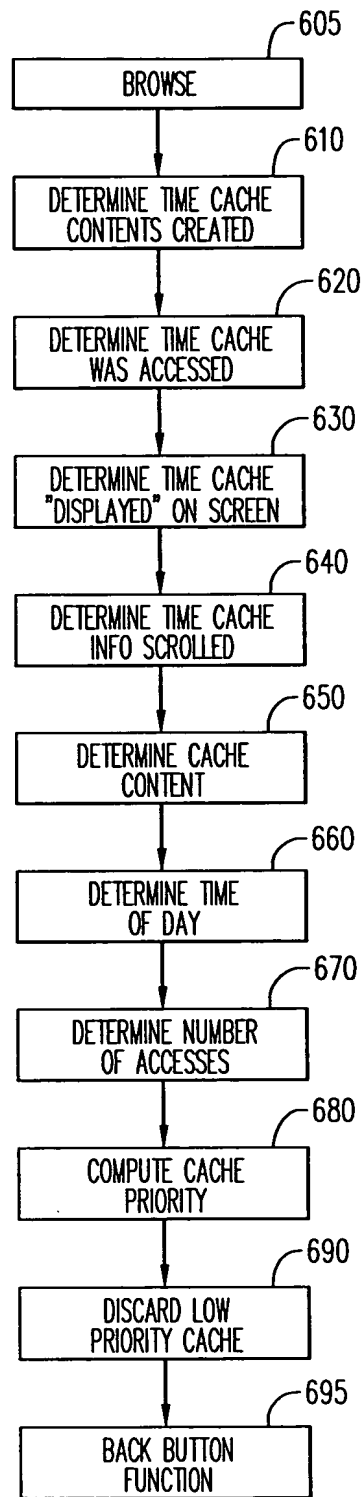 605
BROWSE
610
DETERMINE TIME CACHE
CONTENTS CREATED
620
DETERMINE TIME CACHE
WAS ACCESSED
630
DETERMINE TIME CACHE
"DISPLAYED" ON SCREEN
640
DETERMINE TIME CACHE
INFO SCROLLED
650
DETERMINE CACHE
CONTENT
660
DETERMINE TIME
OF DAY
670
DETERMINE NUMBER
OF ACCESSES
680
COMPUTE CACHE
PRIORITY
690
DISCARD LOW
PRIORITY CACHE
695
BACK BUTTON
FUNCTION